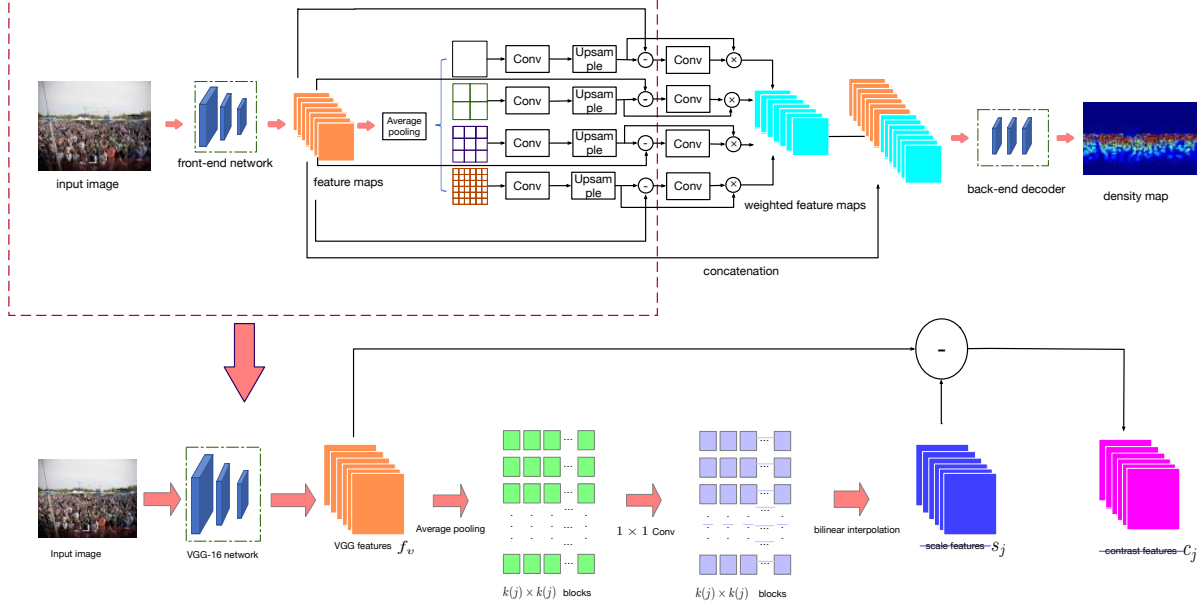 Conv
Upsam
ple
-
Conv
×
Conv
Upsam
ple
-
Conv
×
Average
pooling
Conv
Upsam
ple
-
Conv
×
Conv
Upsam
ple
-
Conv
×
input image
front-end network
feature maps
weighted feature maps
back-end decoder
density map
concatenation
-
Input image
VGG-16 network
VGG features f_v
Average pooling
... ... ... ... 
k(j) × k(j) blocks
1 × 1 Conv
... ... ... ...
k(j) × k(j) blocks
bilinear interpolation
scale features s_j
contrast features c_j